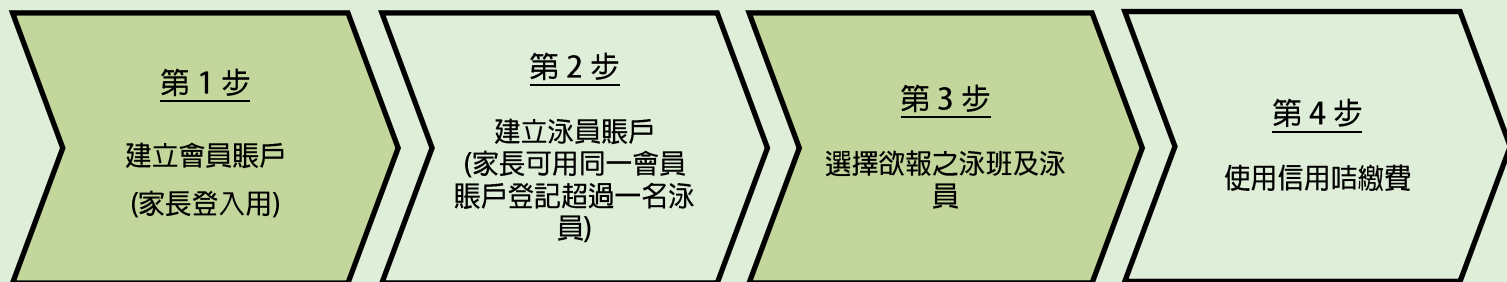 第 1 步
建立會員賬戶
(家長登入用)
第 2 步
建立泳員賬戶
(家長可用同一會員
賬戶登記超過一名泳
員)
第 3 步
選擇欲報之泳班及泳
員
第 4 步
使用信用咭繳費